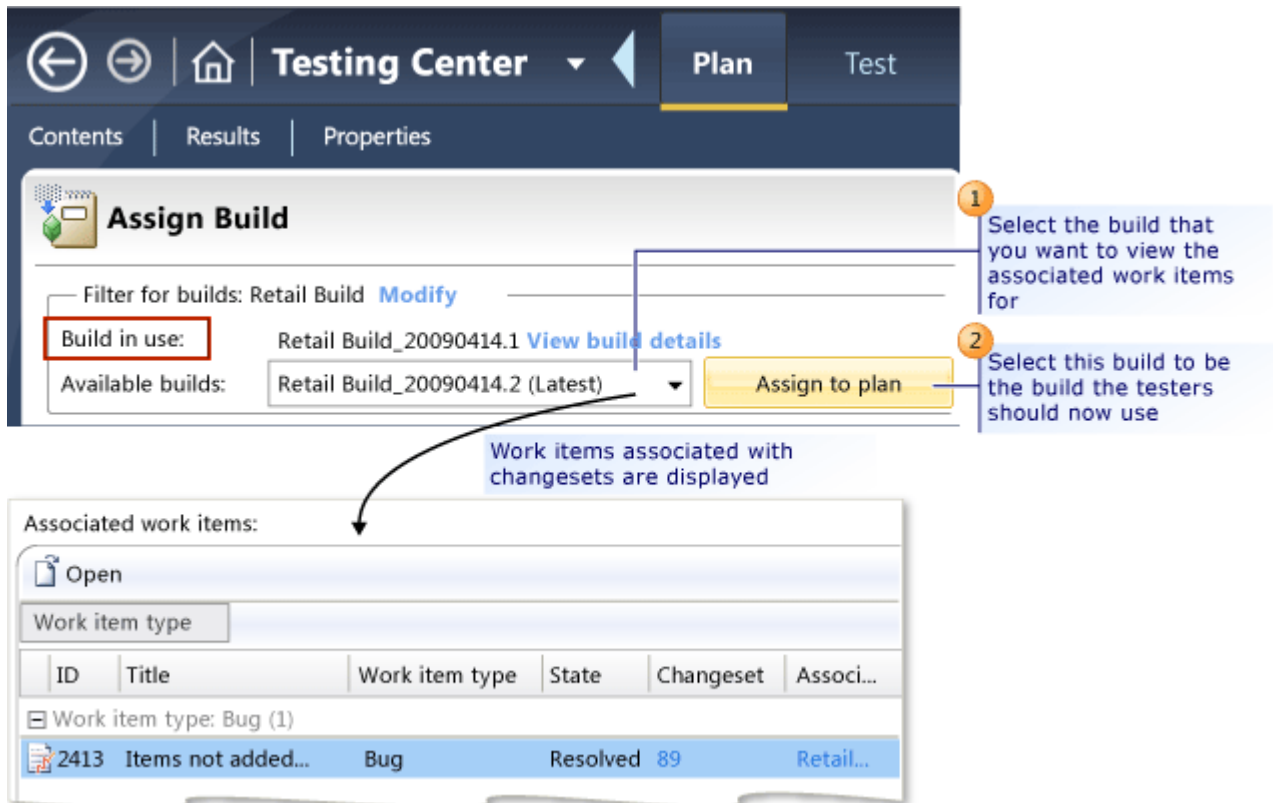 Testing Center
Plan
Test
Contents
Results
Properties
Assign Build
Filter for builds: Retail Build Modify
Build in use: Retail Build_20090414.1 View build details
Available builds: Retail Build_20090414.2 (Latest) Assign to plan
1
Select the build that
you want to view the
associated work items
for
2
Select this build to be
the build the testers
should now use
Work items associated with
changesets are displayed
Associated work items:
Open
Work item type
ID Title Work item type State Changeset Associ...
Work item type: Bug (1)
2413 Items not added... Bug Resolved 89 Retail...